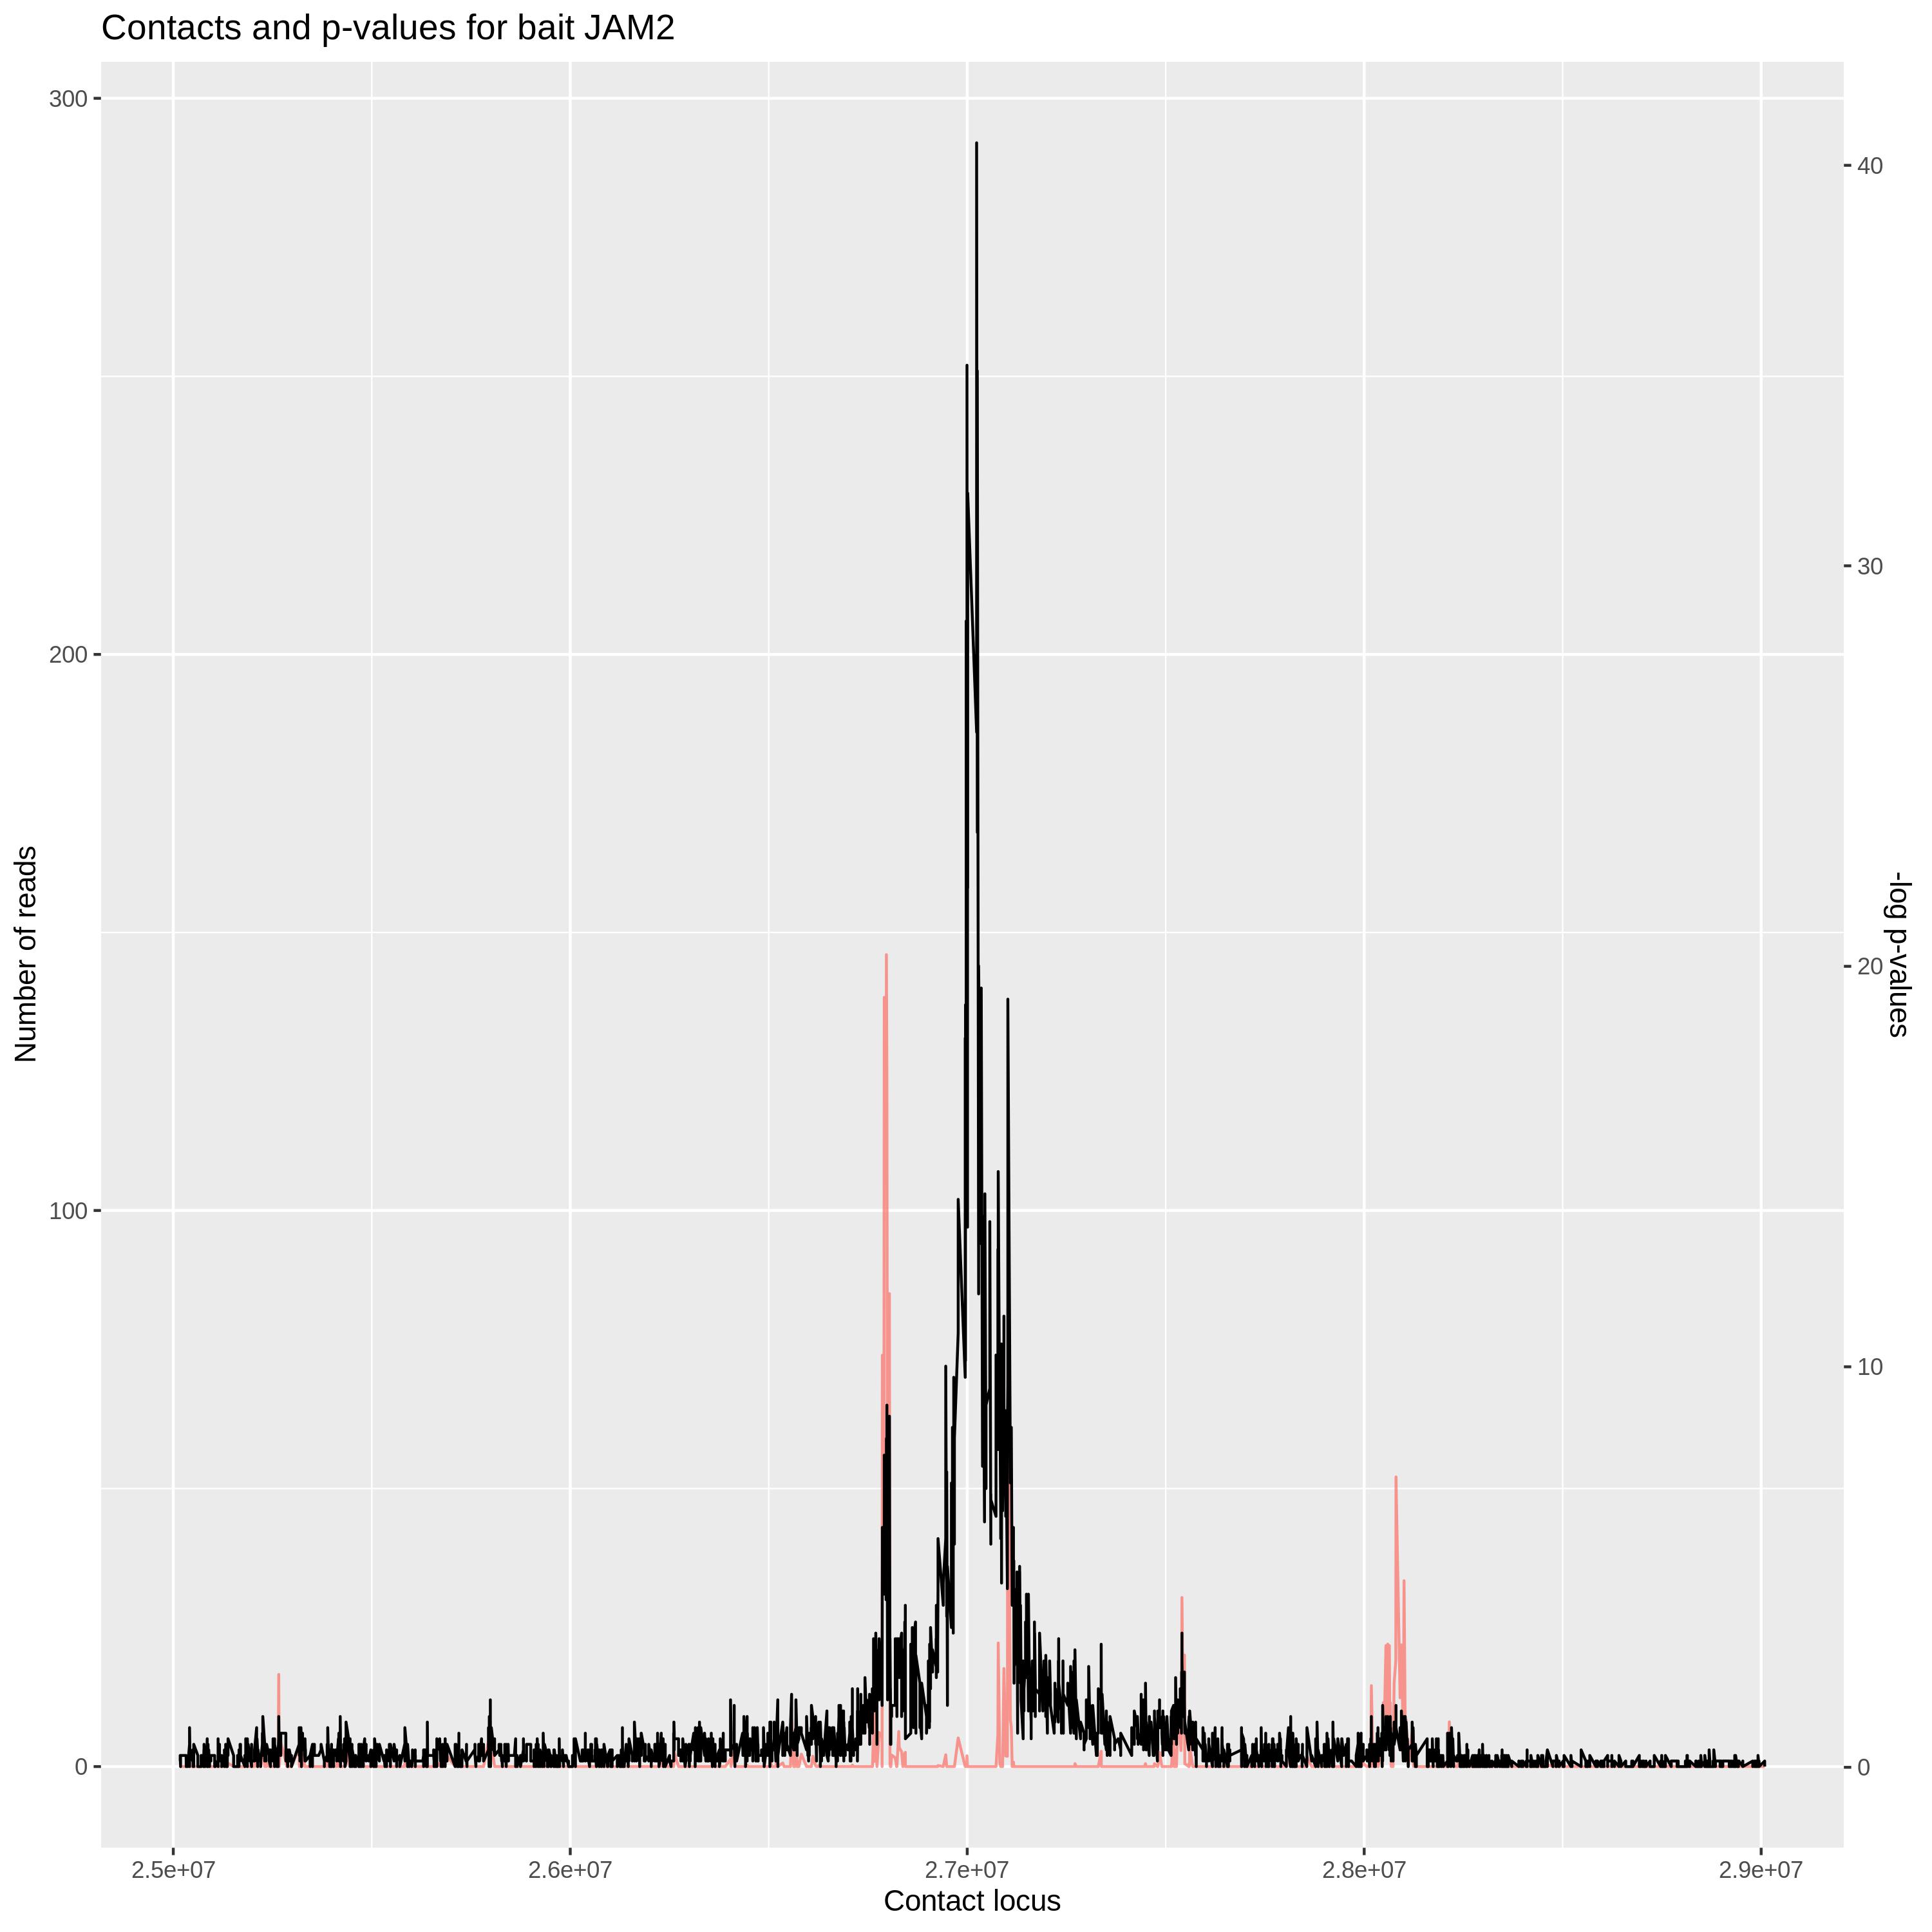 Contacts and p-values for bait JAM2
300
200
100
0
Number of reads
40
30
20
10
0
-log p-values
2.5e+07
2.6e+07
2.7e+07
2.8e+07
2.9e+07
Contact locus